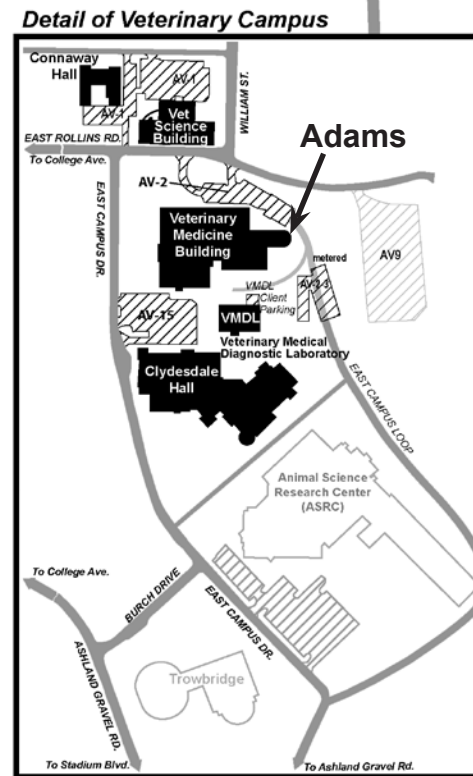 Detail of Veterinary Campus
Connaway
Hall
AV-1
AV-1
Vet
Science
Building
WILLIAM ST.
Adams
EAST ROLLINS RD.
To College Ave.
AV-2
EAST CAMPUS DR.
Veterinary
Medicine
Building
metered
AV9
VMDL
Client
Parking
AV-2-3
AV-15
VMDL
Veterinary Medical
Diagnostic Laboratory
Clydesdale
Hall
EAST CAMPUS LOOP
Animal Science
Research Center
(ASRC)
To College Ave.
BURCH DRIVE
EAST CAMPUS DR.
ASHLAND GRAVEL RD.
Trowbridge
To Stadium Blvd.
To Ashland Gravel Rd.